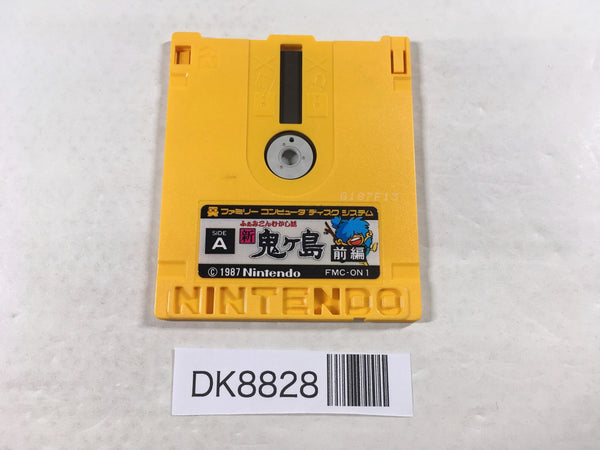 G187F13
ファミリー コンピュータ ディスク システム
ふぁみこんむかし話
SIDE A
新 鬼ヶ島 前編
© 1987 Nintendo FMC-ON1
NINTENDO
DK8828